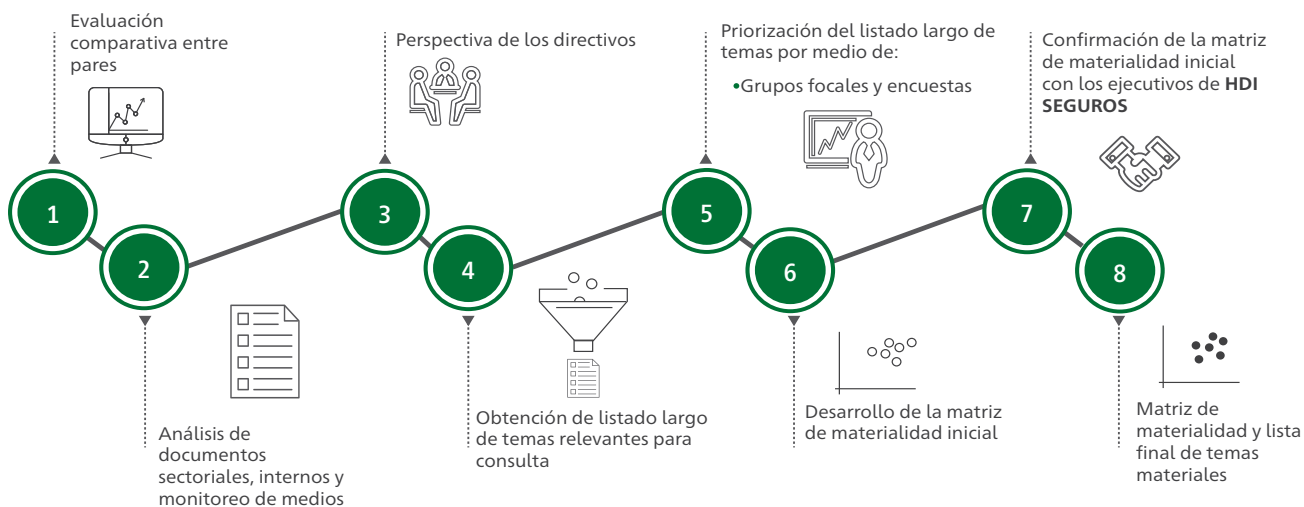 Evaluación
comparativa entre
pares
1
2
Análisis de
documentos
sectoriales, internos y
monitoreo de medios
Perspectiva de los directivos
3
4
Obtención de listado largo
de temas relevantes para
consulta
Priorización del listado largo de
temas por medio de:
•Grupos focales y encuestas
5
6
Desarrollo de la matriz
de materialidad inicial
Confirmación de la matriz
de materialidad inicial
con los ejecutivos de HDI
SEGUROS
7
8
Matriz de
materialidad y lista
final de temas
materiales